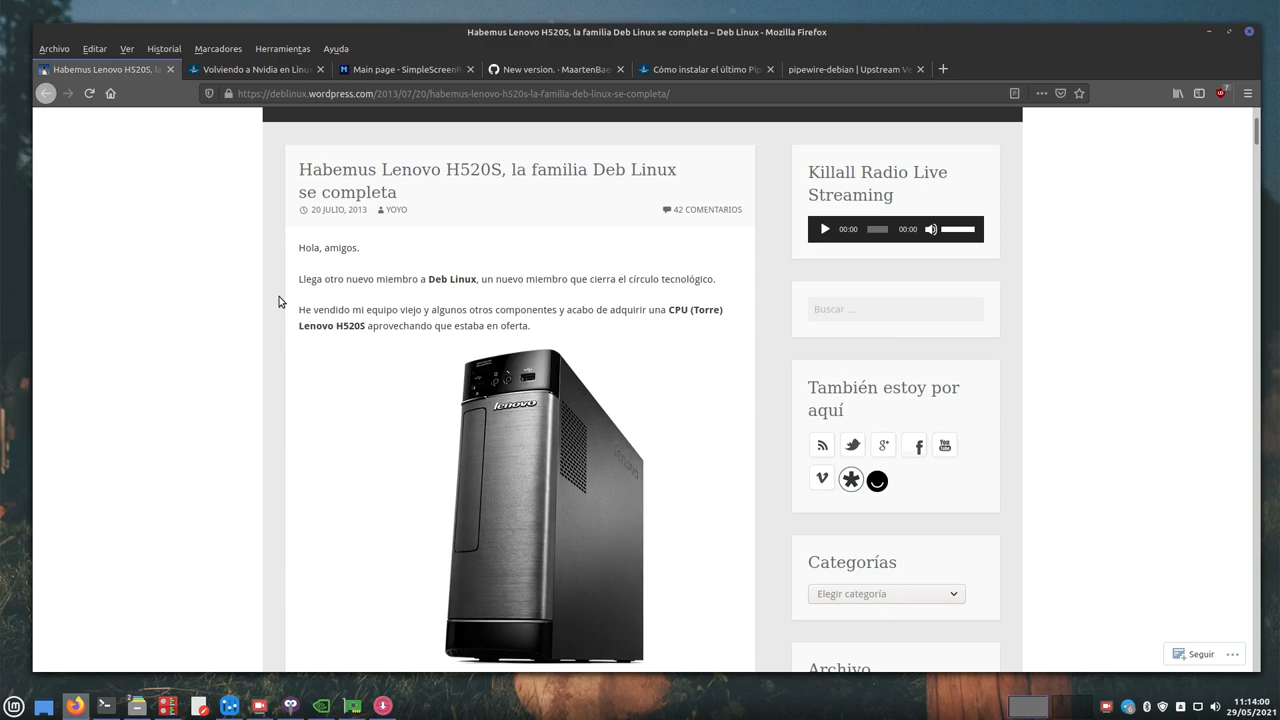 Habemus Lenovo H520S, la familia Deb Linux se completa – Deb Linux - Mozilla Firefox
Archivo Editar Ver Historial Marcadores Herramientas Ayuda
Habemus Lenovo H520S, la
Volviendo a Nvidia en Linux
Main page - SimpleScreenR
New version. · MaartenBae
Cómo instalar el último Pip
pipewire-debian | Upstream Ve
https://deblinux.wordpress.com/2013/07/20/habemus-lenovo-h520s-la-familia-deb-linux-se-completa/
Habemus Lenovo H520S, la familia Deb Linux
se completa
20 JULIO, 2013 YOYO 42 COMENTARIOS
Hola, amigos.
Llega otro nuevo miembro a Deb Linux, un nuevo miembro que cierra el círculo tecnológico.
He vendido mi equipo viejo y algunos otros componentes y acabo de adquirir una CPU (Torre)
Lenovo H520S aprovechando que estaba en oferta.
lenovo
lenovo
Killall Radio Live
Streaming
00:00 00:00
Buscar ...
También estoy por
aquí
You Tube
Categorías
Elegir categoría
Archivo
Seguir
11:14:00
29/05/2021